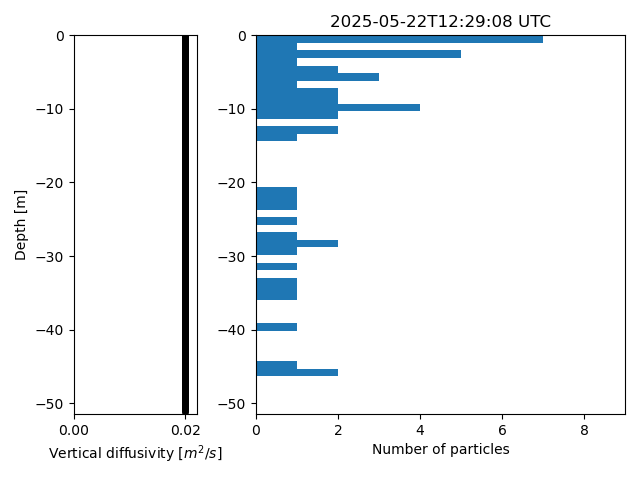 2025-05-22T12:29:08 UTC
0
−10
−20
−30
−40
−50
Depth [m]
0.00 0.02
Vertical diffusivity [m²/s]
0
−10
−20
−30
−40
−50
0 2 4 6 8
Number of particles